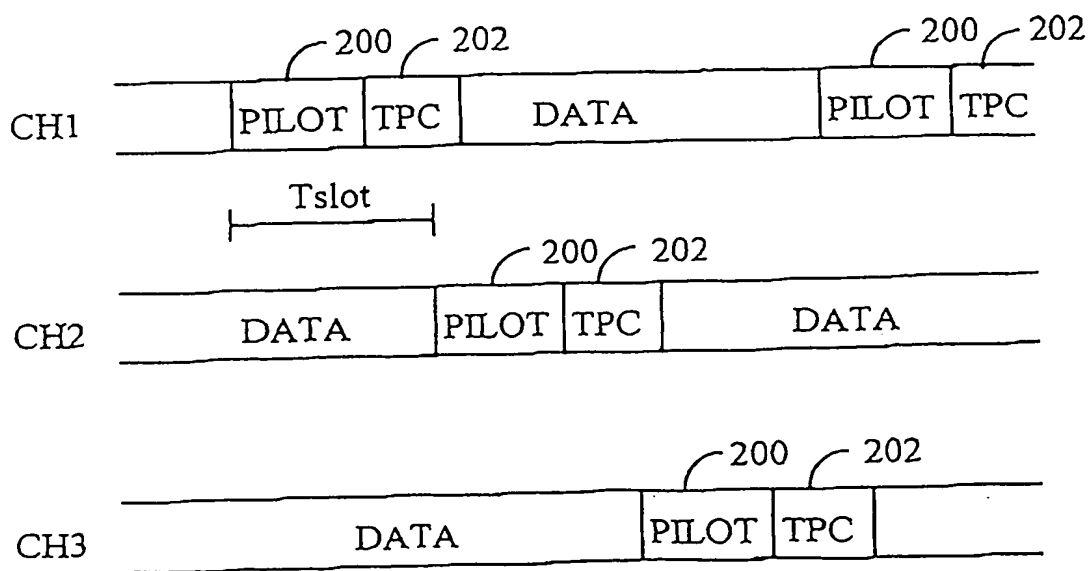 200 202 200 202
CH1 PILOT TPC DATA PILOT TPC
Tslot
200 202
CH2 DATA PILOT TPC DATA
200 202
CH3 DATA PILOT TPC